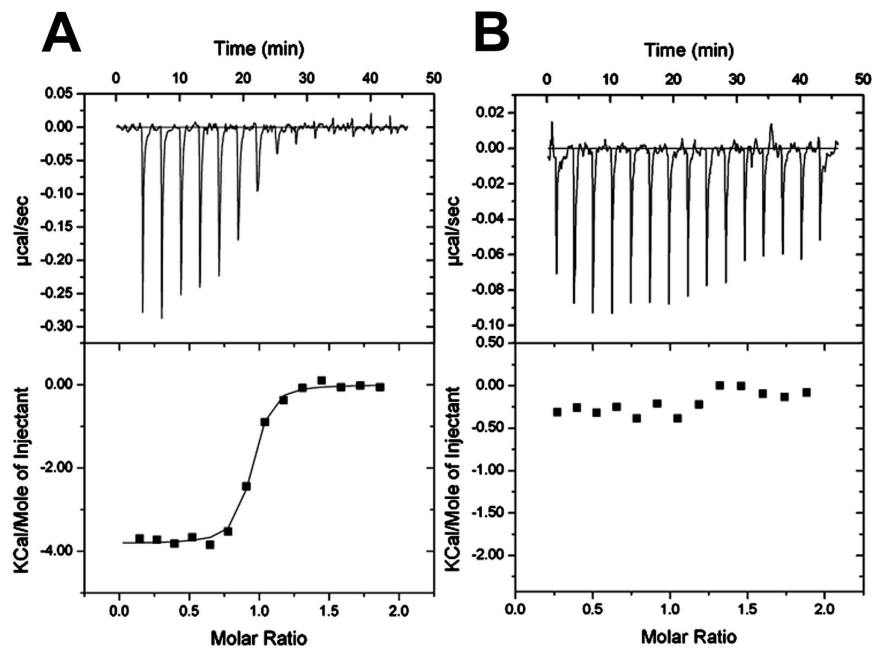 A
Time (min)
0 10 20 30 40 50
0.05
0.00
-0.05
-0.10
-0.15
-0.20
-0.25
-0.30
µcal/sec
0.00
-2.00
-4.00
KCal/Mole of Injectant
0.0 0.5 1.0 1.5 2.0
Molar Ratio
B
Time (min)
0 10 20 30 40 50
0.02
0.00
-0.02
-0.04
-0.06
-0.08
-0.10
µcal/sec
0.50
0.00
-0.50
-1.00
-1.50
-2.00
KCal/Mole of Injectant
0.0 0.5 1.0 1.5 2.0
Molar Ratio